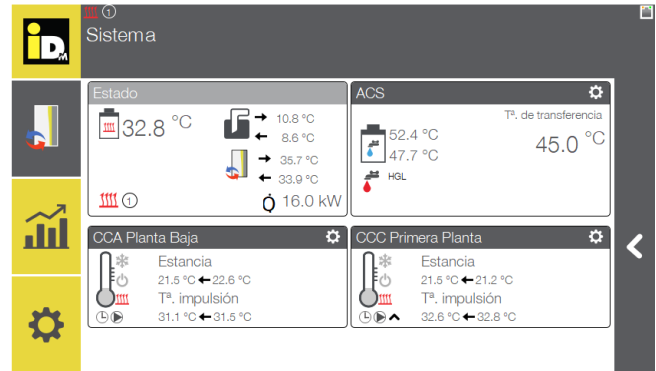 iDM
1
Sistema
Estado
32.8 °C
10.8 °C
8.6 °C
35.7 °C
33.9 °C
1
Q 16.0 kW
ACS
Tª. de transferencia
52.4 °C
47.7 °C
45.0 °C
HGL
CCA Planta Baja
Estancia
21.5 °C 22.6 °C
Tª. impulsión
31.1 °C 31.5 °C
CCC Primera Planta
Estancia
21.5 °C 21.2 °C
Tª. impulsión
32.6 °C 32.8 °C